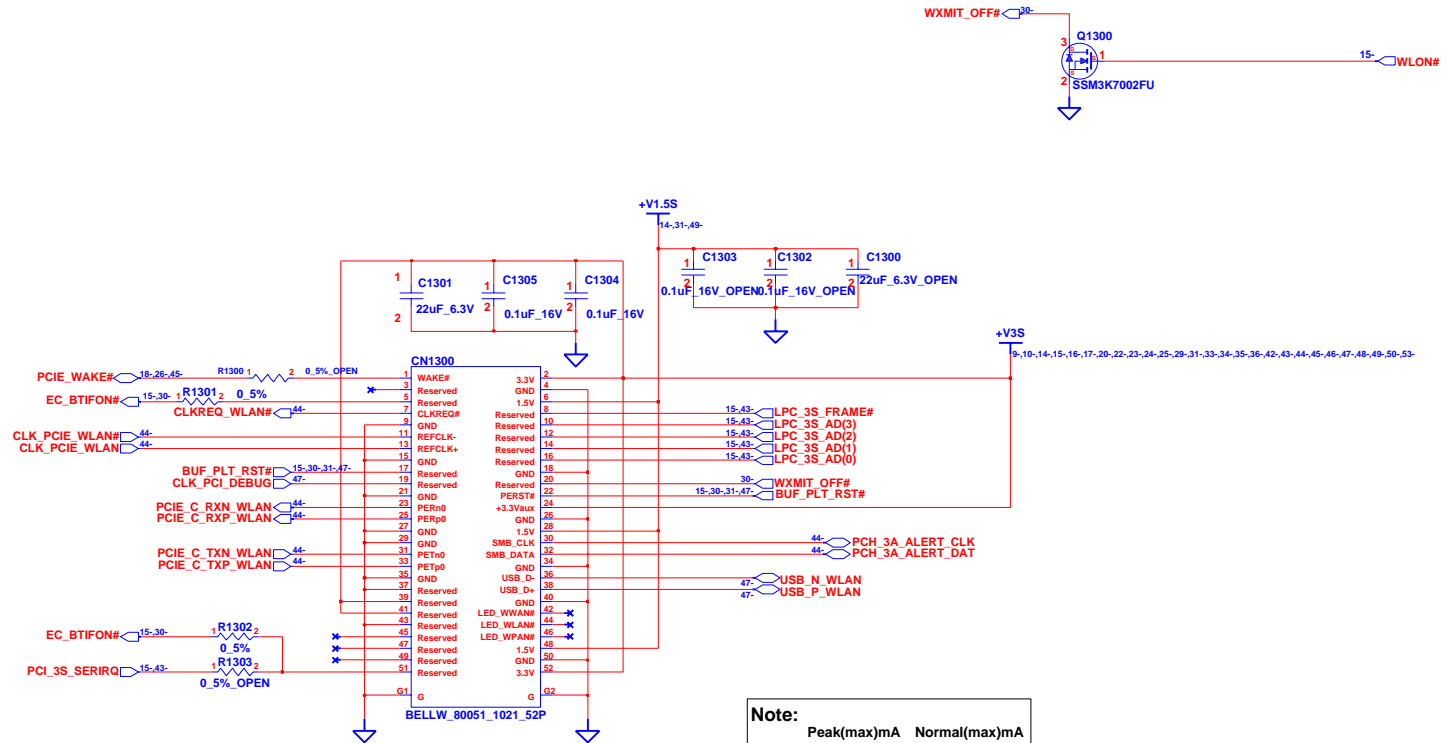 WXMIT_OFF# 30-
Q1300
3
1
2
D
G
S
15- WLON#
SSM3K7002FU
+V1.5S
14-,31-,49-
1 C1301 2 22uF_6.3V
1 C1305 2 0.1uF_16V
1 C1304 2 0.1uF_16V
1 C1303 2 0.1uF_16V_OPEN
1 C1302 2 0.1uF_16V_OPEN
1 C1300 2 22uF_6.3V_OPEN
+V3S
9-,10-,14-,15-,16-,17-,20-,22-,23-,24-,25-,29-,31-,33-,34-,35-,36-,42-,43-,44-,45-,46-,47-,48-,49-,50-,53-
CN1300
PCIE_WAKE# 18-,26-,45- R1300 1 2 0_5%_OPEN 1 WAKE# 3.3V 2
3 Reserved GND 4
EC_BTIFON# 15-,30- 1 R1301 2 0_5% 5 Reserved 1.5V 6
CLKREQ_WLAN# 44- 7 CLKREQ# Reserved 8 15-,43- LPC_3S_FRAME#
9 GND Reserved 10 15-,43- LPC_3S_AD(3)
CLK_PCIE_WLAN# 44- 11 REFCLK- Reserved 12 15-,43- LPC_3S_AD(2)
CLK_PCIE_WLAN 44- 13 REFCLK+ Reserved 14 15-,43- LPC_3S_AD(1)
15 GND Reserved 16 15-,43- LPC_3S_AD(0)
BUF_PLT_RST# 15-,30-,31-,47- 17 Reserved GND 18
CLK_PCI_DEBUG 47- 19 Reserved Reserved 20 30- WXMIT_OFF#
21 GND PERST# 22 15-,30-,31-,47- BUF_PLT_RST#
PCIE_C_RXN_WLAN 44- 23 PERn0 +3.3Vaux 24
PCIE_C_RXP_WLAN 44- 25 PERp0 GND 26
27 GND 1.5V 28
29 GND SMB_CLK 30 44- PCH_3A_ALERT_CLK
PCIE_C_TXN_WLAN 44- 31 PETn0 SMB_DATA 32 44- PCH_3A_ALERT_DAT
PCIE_C_TXP_WLAN 44- 33 PETp0 GND 34
35 GND USB_D- 36 47- USB_N_WLAN
37 Reserved USB_D+ 38 47- USB_P_WLAN
39 Reserved GND 40
41 Reserved LED_WWAN# 42
43 Reserved LED_WLAN# 44
EC_BTIFON# 15-,30- 1 R1302 2 0_5% 45 Reserved LED_WPAN# 46
47 Reserved 1.5V 48
49 Reserved GND 50
PCI_3S_SERIRQ 15-,43- 1 R1303 2 0_5%_OPEN 51 Reserved 3.3V 52
G1 G G G2
BELLW_80051_1021_52P
Note:
Peak(max)mA Normal(max)mA